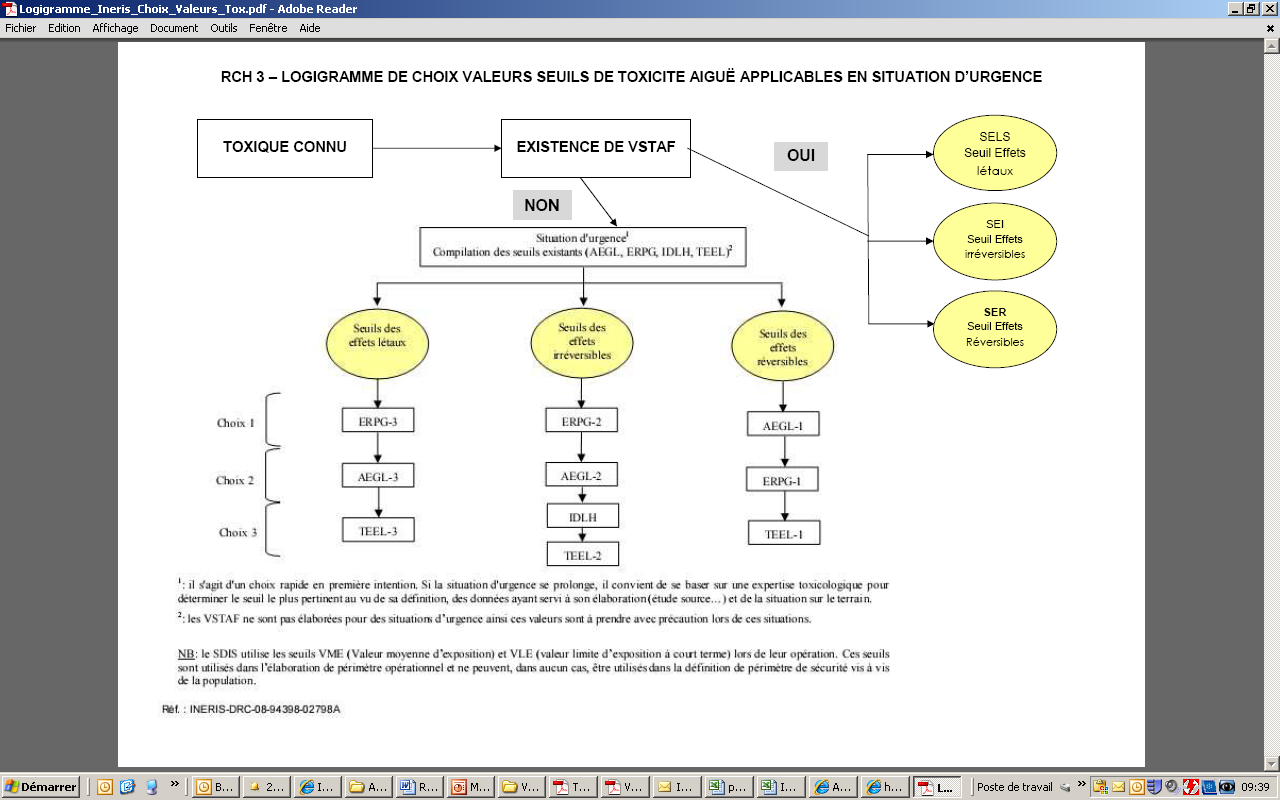 Logigramme_Ineris_Choix_Valeurs_Tox.pdf - Adobe Reader
Fichier Edition Affichage Document Outils Fenêtre Aide
RCH 3 – LOGIGRAMME DE CHOIX VALEURS SEUILS DE TOXICITE AIGUË APPLICABLES EN SITUATION D'URGENCE
TOXIQUE CONNU
EXISTENCE DE VSTAF
OUI
NON
SELS
Seuil Effets
létaux
SEI
Seuil Effets
irréversibles
SER
Seuil Effets
Réversibles
Situation d'urgence1
Compilation des seuils existants (AEGL, ERPG, IDLH, TEEL)2
Seuils des
effets létaux
Seuils des
effets
irréversibles
Seuils des
effets
réversibles
Choix 1
ERPG-3
ERPG-2
AEGL-1
Choix 2
AEGL-3
AEGL-2
ERPG-1
IDLH
Choix 3
TEEL-3
TEEL-2
TEEL-1
1: il s'agit d'un choix rapide en première intention. Si la situation d'urgence se prolonge, il convient de se baser sur une expertise toxicologique pour
déterminer le seuil le plus pertinent au vu de sa définition, des données ayant servi à son élaboration (étude source...) et de la situation sur le terrain.
2: les VSTAF ne sont pas élaborées pour des situations d'urgence ainsi ces valeurs sont à prendre avec précaution lors de ces situations.
NB: le SDIS utilise les seuils VME (Valeur moyenne d'exposition) et VLE (valeur limite d'exposition à court terme) lors de leur opération. Ces seuils
sont utilisés dans l'élaboration de périmètre opérationnel et ne peuvent, dans aucun cas, être utilisés dans la définition de périmètre de sécurité vis à vis
de la population.
Réf. : INERIS-DRC-08-94398-02798A
Démarrer » B... 2... I... A... R... M... V... T... V... I... p... I... A... h... L... Poste de travail » 09:39